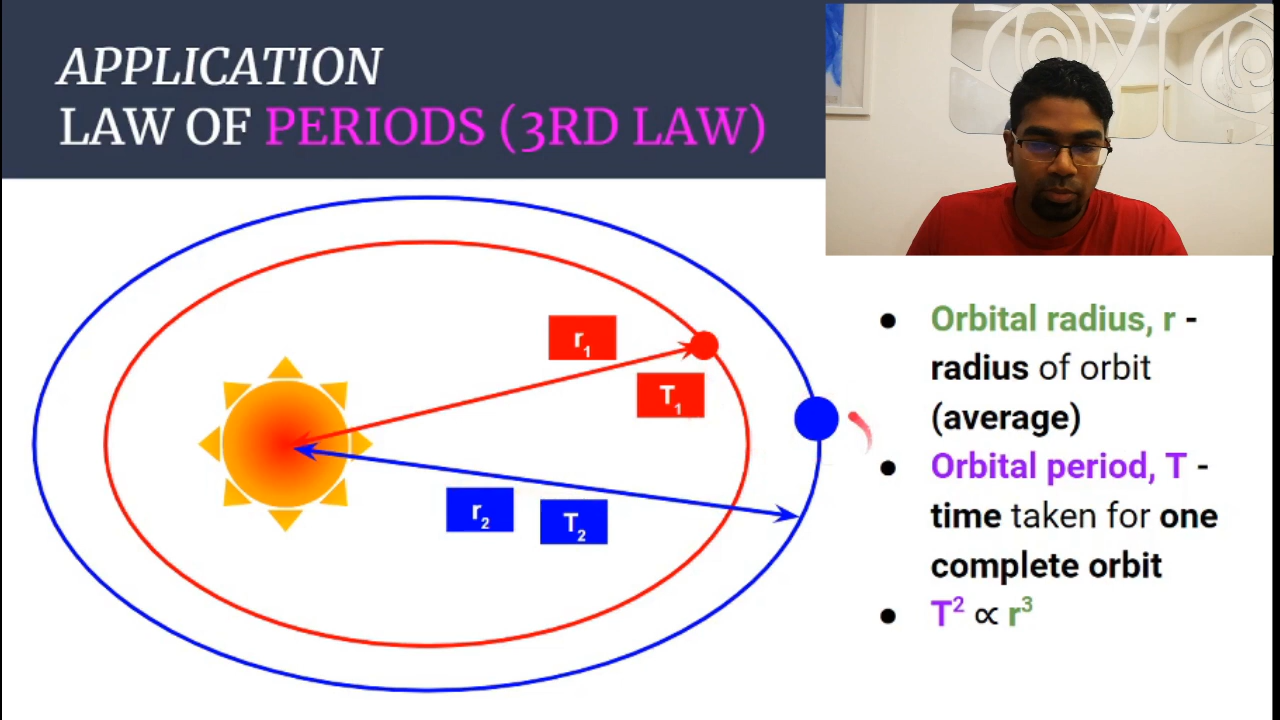 APPLICATION
LAW OF PERIODS (3RD LAW)
r₁
T₁
r₂
T₂
● Orbital radius, r -
radius of orbit
(average)
● Orbital period, T -
time taken for one
complete orbit
● T² ∝ r³